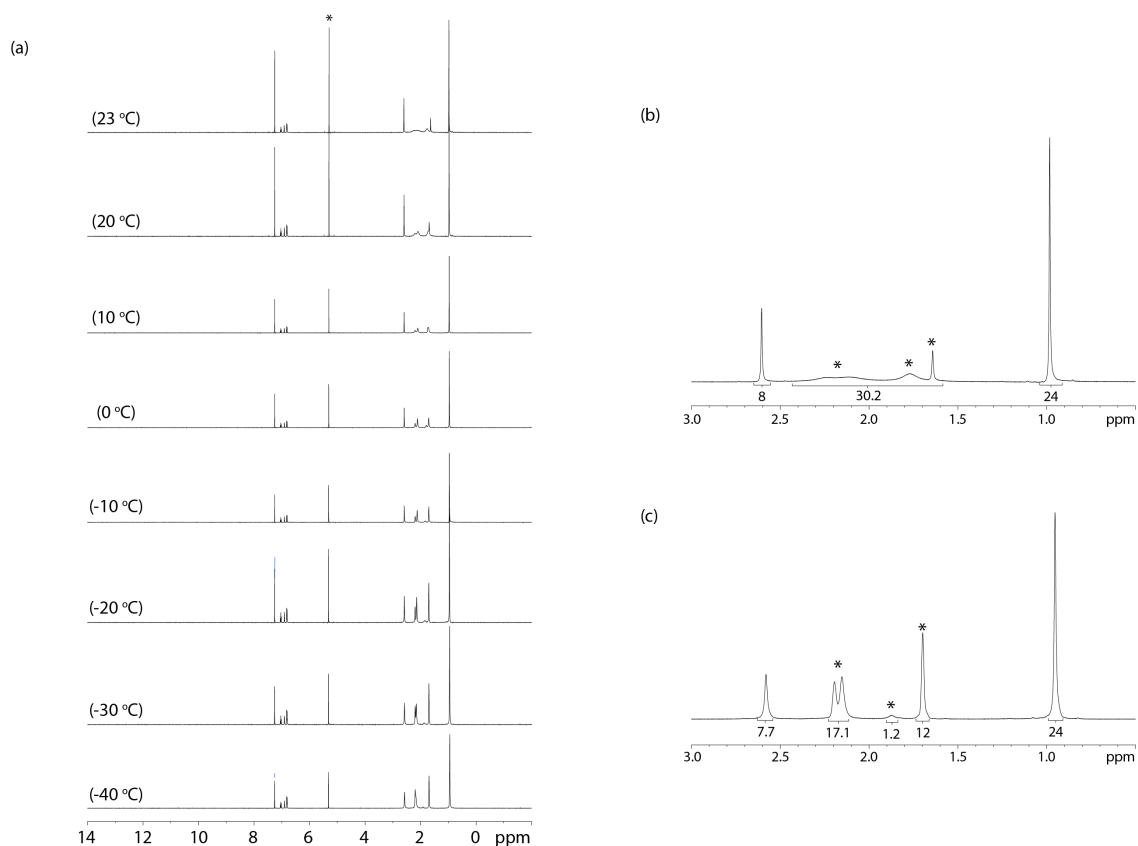 (a)
*
(23 °C)
(20 °C)
(10 °C)
(0 °C)
(-10 °C)
(-20 °C)
(-30 °C)
(-40 °C)
14 12 10 8 6 4 2 0 ppm
(b)
* * *
8 30.2 24
3.0 2.5 2.0 1.5 1.0 ppm
(c)
* * *
7.7 17.1 1.2 12 24
3.0 2.5 2.0 1.5 1.0 ppm